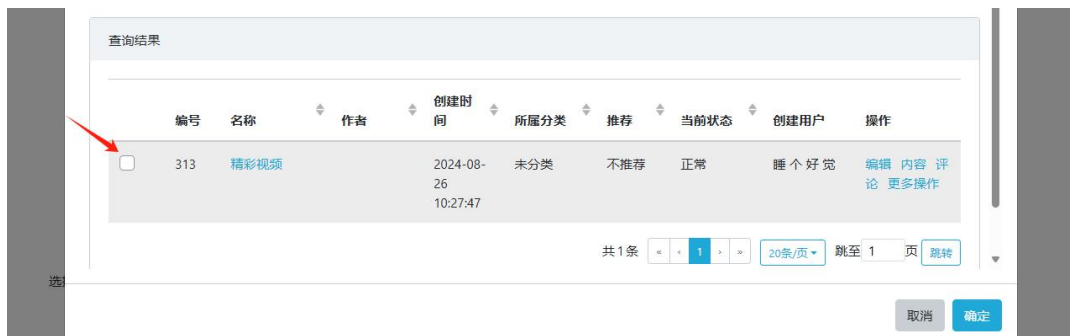 查询结果
编号 名称 作者 创建时间 所属分类 推荐 当前状态 创建用户 操作
313 精彩视频 2024-08-26 10:27:47 未分类 不推荐 正常 睡个好觉 编辑 内容 评论 更多操作
共1条 « ‹ 1 › » 20条/页 跳至 1 页 跳转
选
取消 确定